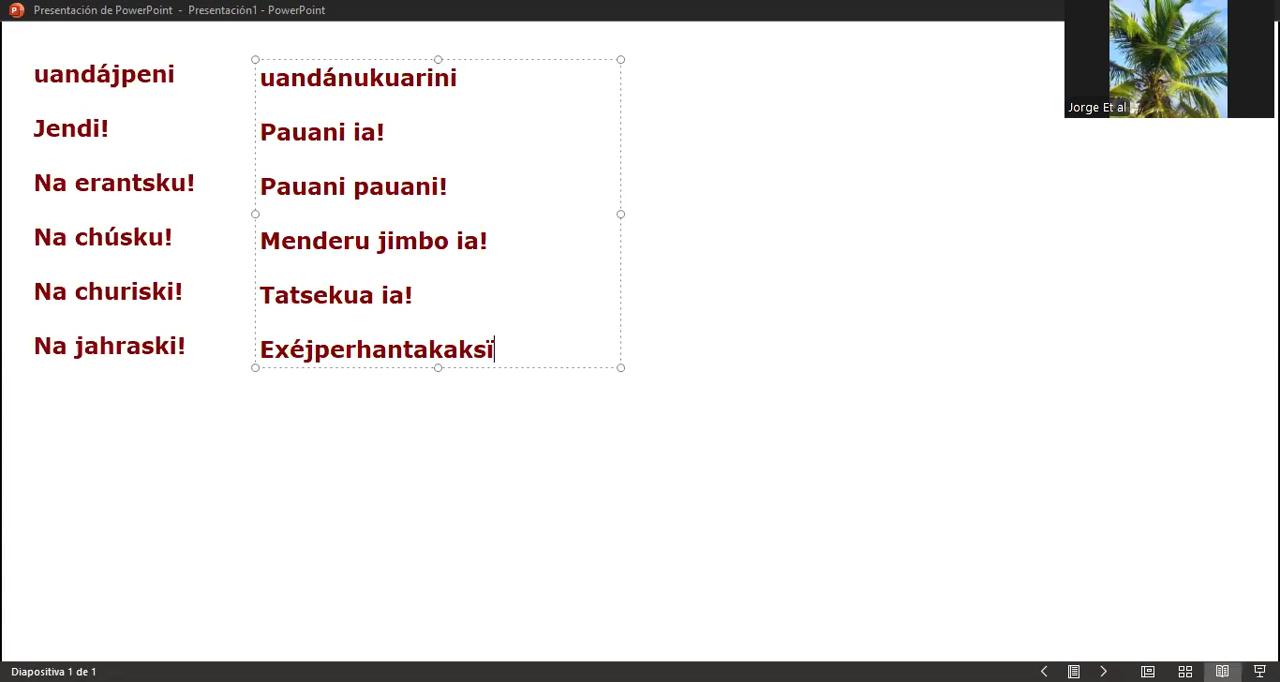 Presentación de PowerPoint - Presentación1 - PowerPoint
Jorge Et al
uandájpeni
Jendi!
Na erantsku!
Na chúsku!
Na churiski!
Na jahraski!
uandánukuarini
Pauani ia!
Pauani pauani!
Menderu jimbo ia!
Tatsekua ia!
Exéjperhantakaksï
Diapositiva 1 de 1